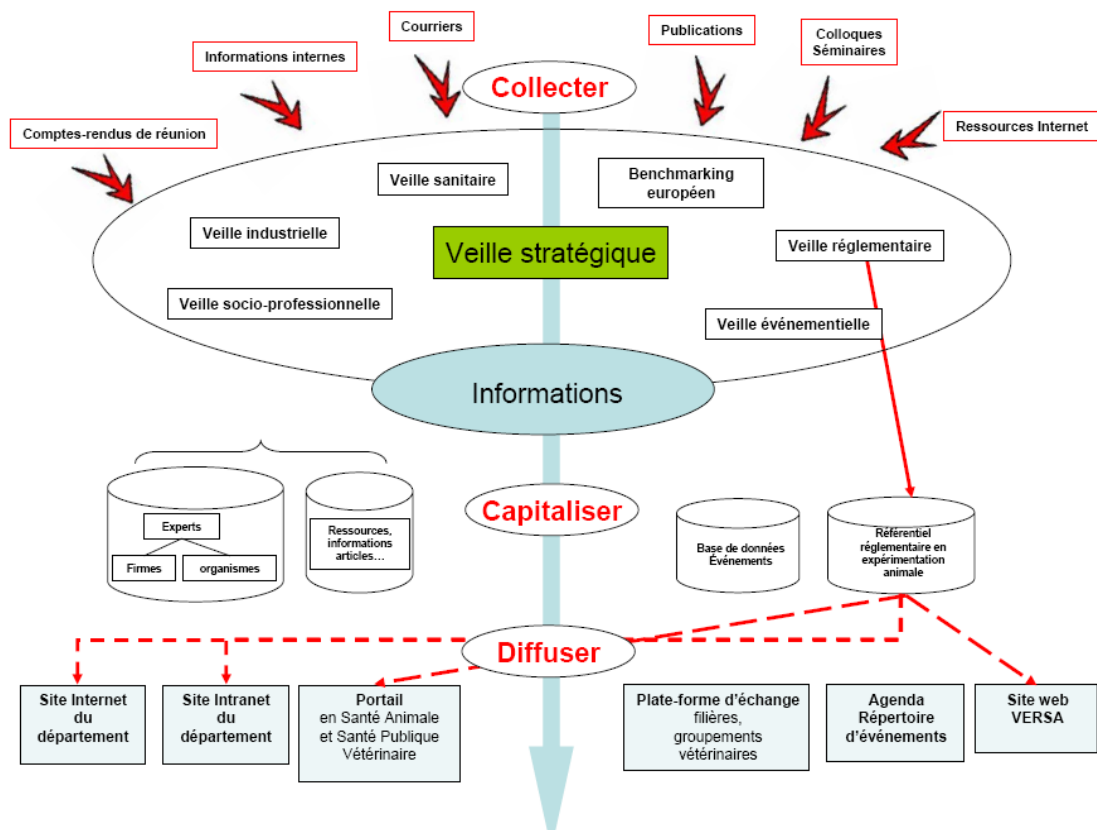 Courriers
Publications
Colloques
Séminaires
Informations internes
Collecter
Comptes-rendus de réunion
Ressources Internet
Veille sanitaire
Benchmarking
européen
Veille industrielle
Veille stratégique
Veille réglementaire
Veille socio-professionnelle
Veille événementielle
Informations
Capitaliser
Experts
Firmes
organismes
Ressources,
informations
articles…
Base de données
Événements
Référentiel
réglementaire en
expérimentation
animale
Diffuser
Site Internet
du
département
Site Intranet
du
département
Portail
en Santé Animale
et Santé Publique
Vétérinaire
Plate-forme d'échange
filières,
groupements
vétérinaires
Agenda
Répertoire
d'événements
Site web
VERSA